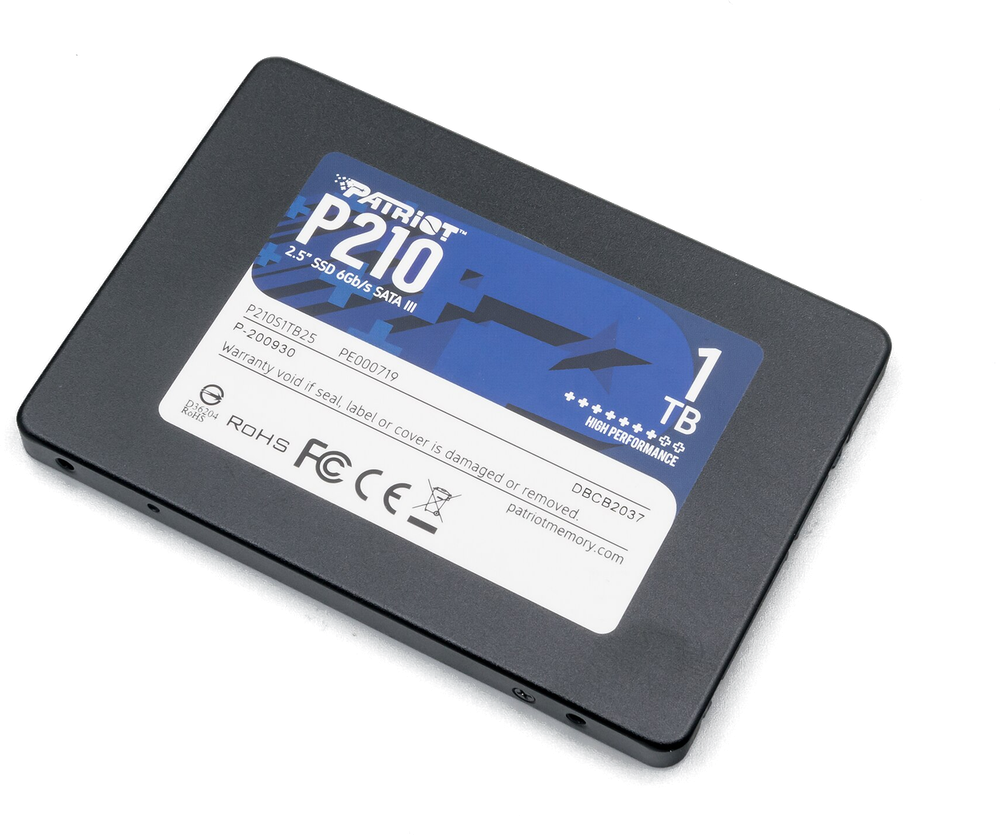 PATRIOT™
P210
2.5" SSD 6Gb/s SATA III
1
TB
HIGH PERFORMANCE
P210S1TB25 PE000719
P-200930 DBCB2037
Warranty void if seal, label or cover is damaged or removed.
patriotmemory.com
D36204
RoHS
RoHS FC CE